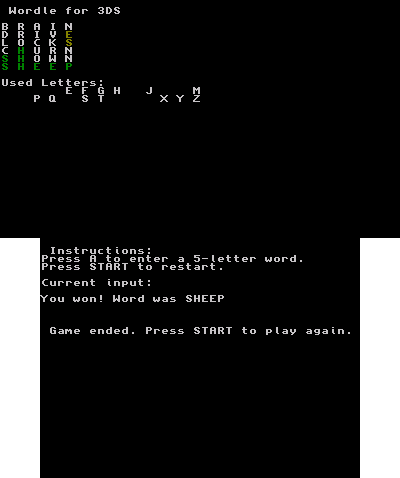 Wordle for 3DS
B R A I N
D R I V E
L O C K S
C H U R N
S H O W N
S H E E P
Used Letters:
E F G H J M
P Q S T X Y Z
Instructions:
Press A to enter a 5-letter word.
Press START to restart.
Current input:
You won! Word was SHEEP
Game ended. Press START to play again.